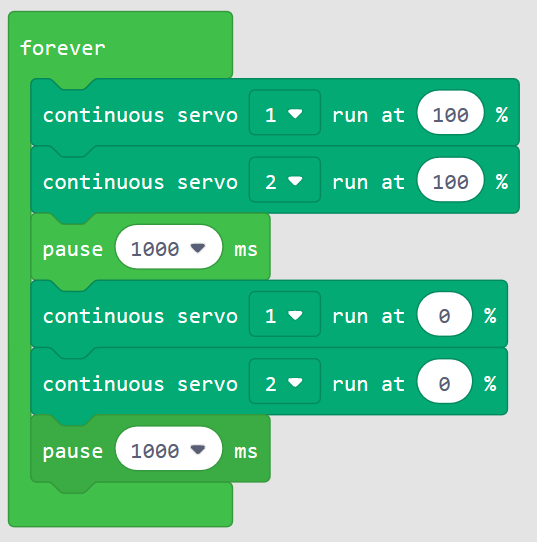 forever
continuous servo 1 run at 100 %
continuous servo 2 run at 100 %
pause 1000 ms
continuous servo 1 run at 0 %
continuous servo 2 run at 0 %
pause 1000 ms